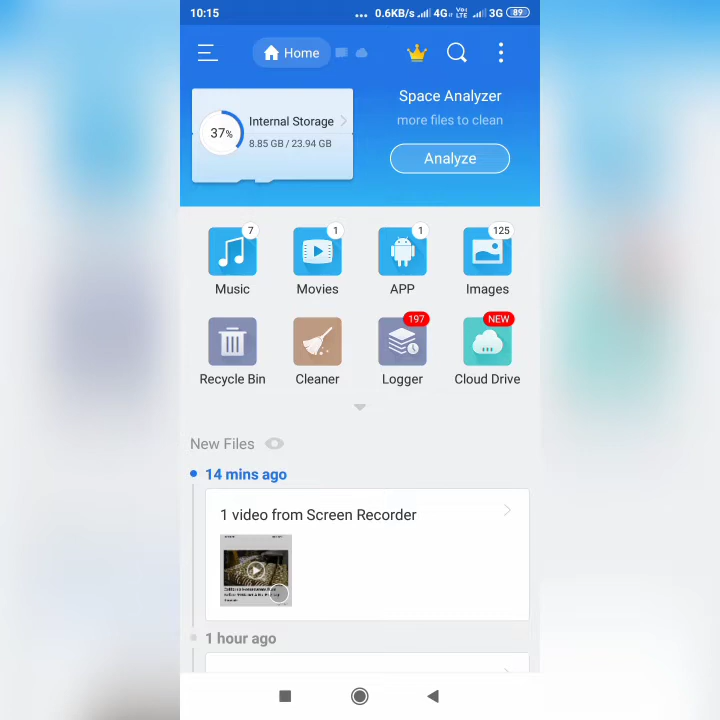 10:15 ... 0.6KB/s 4G Vo) LTE 3G 89
Home
37%
Internal Storage
8.85 GB / 23.94 GB
Space Analyzer
more files to clean
Analyze
7 1 1 125
Music Movies APP Images
197 NEW
Recycle Bin Cleaner Logger Cloud Drive
New Files
14 mins ago
1 video from Screen Recorder
1 hour ago